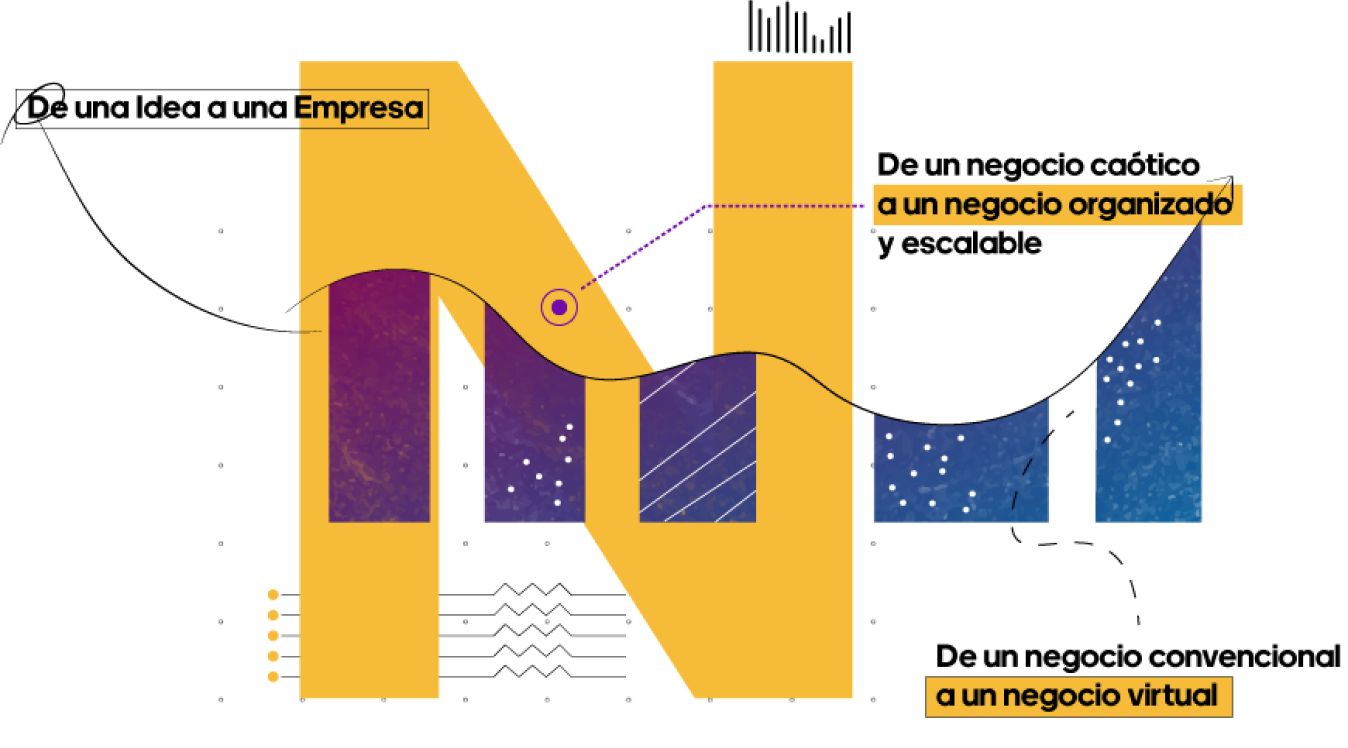 De una Idea a una Empresa
De un negocio caótico
a un negocio organizado
y escalable
De un negocio convencional
a un negocio virtual